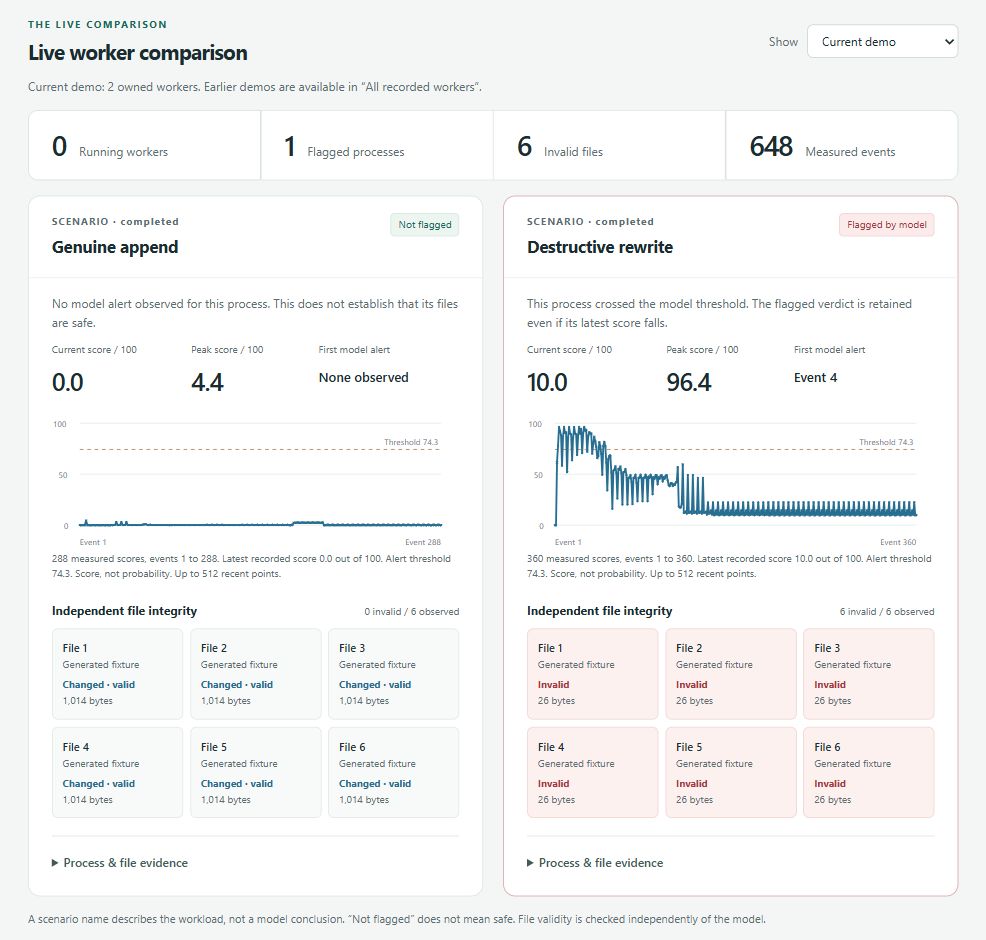 THE LIVE COMPARISON
Live worker comparison
Show
Current demo
Current demo: 2 owned workers. Earlier demos are available in “All recorded workers”.
0 Running workers
1 Flagged processes
6 Invalid files
648 Measured events
SCENARIO · completed
Not flagged
Genuine append
No model alert observed for this process. This does not establish that its files
are safe.
Current score / 100
Peak score / 100
First model alert
0.0
4.4
None observed
100
Threshold 74.3
50
0
Event 1
Event 288
288 measured scores, events 1 to 288. Latest recorded score 0.0 out of 100. Alert threshold
74.3. Score, not probability. Up to 512 recent points.
Independent file integrity
0 invalid / 6 observed
File 1
Generated fixture
Changed · valid
1,014 bytes
File 2
Generated fixture
Changed · valid
1,014 bytes
File 3
Generated fixture
Changed · valid
1,014 bytes
File 4
Generated fixture
Changed · valid
1,014 bytes
File 5
Generated fixture
Changed · valid
1,014 bytes
File 6
Generated fixture
Changed · valid
1,014 bytes
Process & file evidence
SCENARIO · completed
Flagged by model
Destructive rewrite
This process crossed the model threshold. The flagged verdict is retained
even if its latest score falls.
Current score / 100
Peak score / 100
First model alert
10.0
96.4
Event 4
100
Threshold 74.3
50
0
Event 1
Event 360
360 measured scores, events 1 to 360. Latest recorded score 10.0 out of 100. Alert threshold
74.3. Score, not probability. Up to 512 recent points.
Independent file integrity
6 invalid / 6 observed
File 1
Generated fixture
Invalid
26 bytes
File 2
Generated fixture
Invalid
26 bytes
File 3
Generated fixture
Invalid
26 bytes
File 4
Generated fixture
Invalid
26 bytes
File 5
Generated fixture
Invalid
26 bytes
File 6
Generated fixture
Invalid
26 bytes
Process & file evidence
A scenario name describes the workload, not a model conclusion. “Not flagged” does not mean safe. File validity is checked independently of the model.